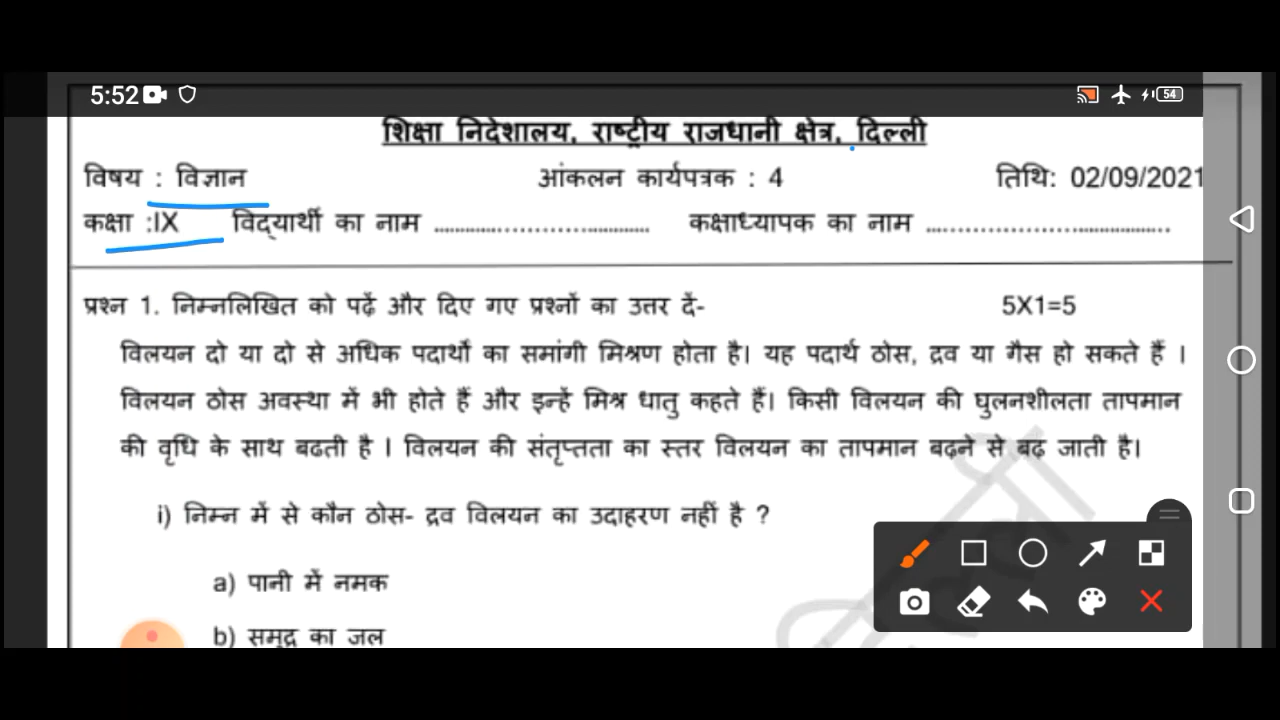 5:52
54
शिक्षा निदेशालय, राष्ट्रीय राजधानी क्षेत्र, दिल्ली
विषय : विज्ञान आंकलन कार्यपत्रक : 4 तिथि: 02/09/2021
कक्षा :IX विद्यार्थी का नाम ................................ कक्षाध्यापक का नाम ....................................
प्रश्न 1. निम्नलिखित को पढ़ें और दिए गए प्रश्नों का उत्तर दें- 5X1=5
विलयन दो या दो से अधिक पदार्थो का समांगी मिश्रण होता है। यह पदार्थ ठोस, द्रव या गैस हो सकते हैं ।
विलयन ठोस अवस्था में भी होते हैं और इन्हें मिश्र धातु कहते हैं। किसी विलयन की घुलनशीलता तापमान
की वृधि के साथ बढती है । विलयन की संतृप्तता का स्तर विलयन का तापमान बढ़ने से बढ़ जाती है।
i) निम्न में से कौन ठोस- द्रव विलयन का उदाहरण नहीं है ?
a) पानी में नमक
b) समुद्र का जल